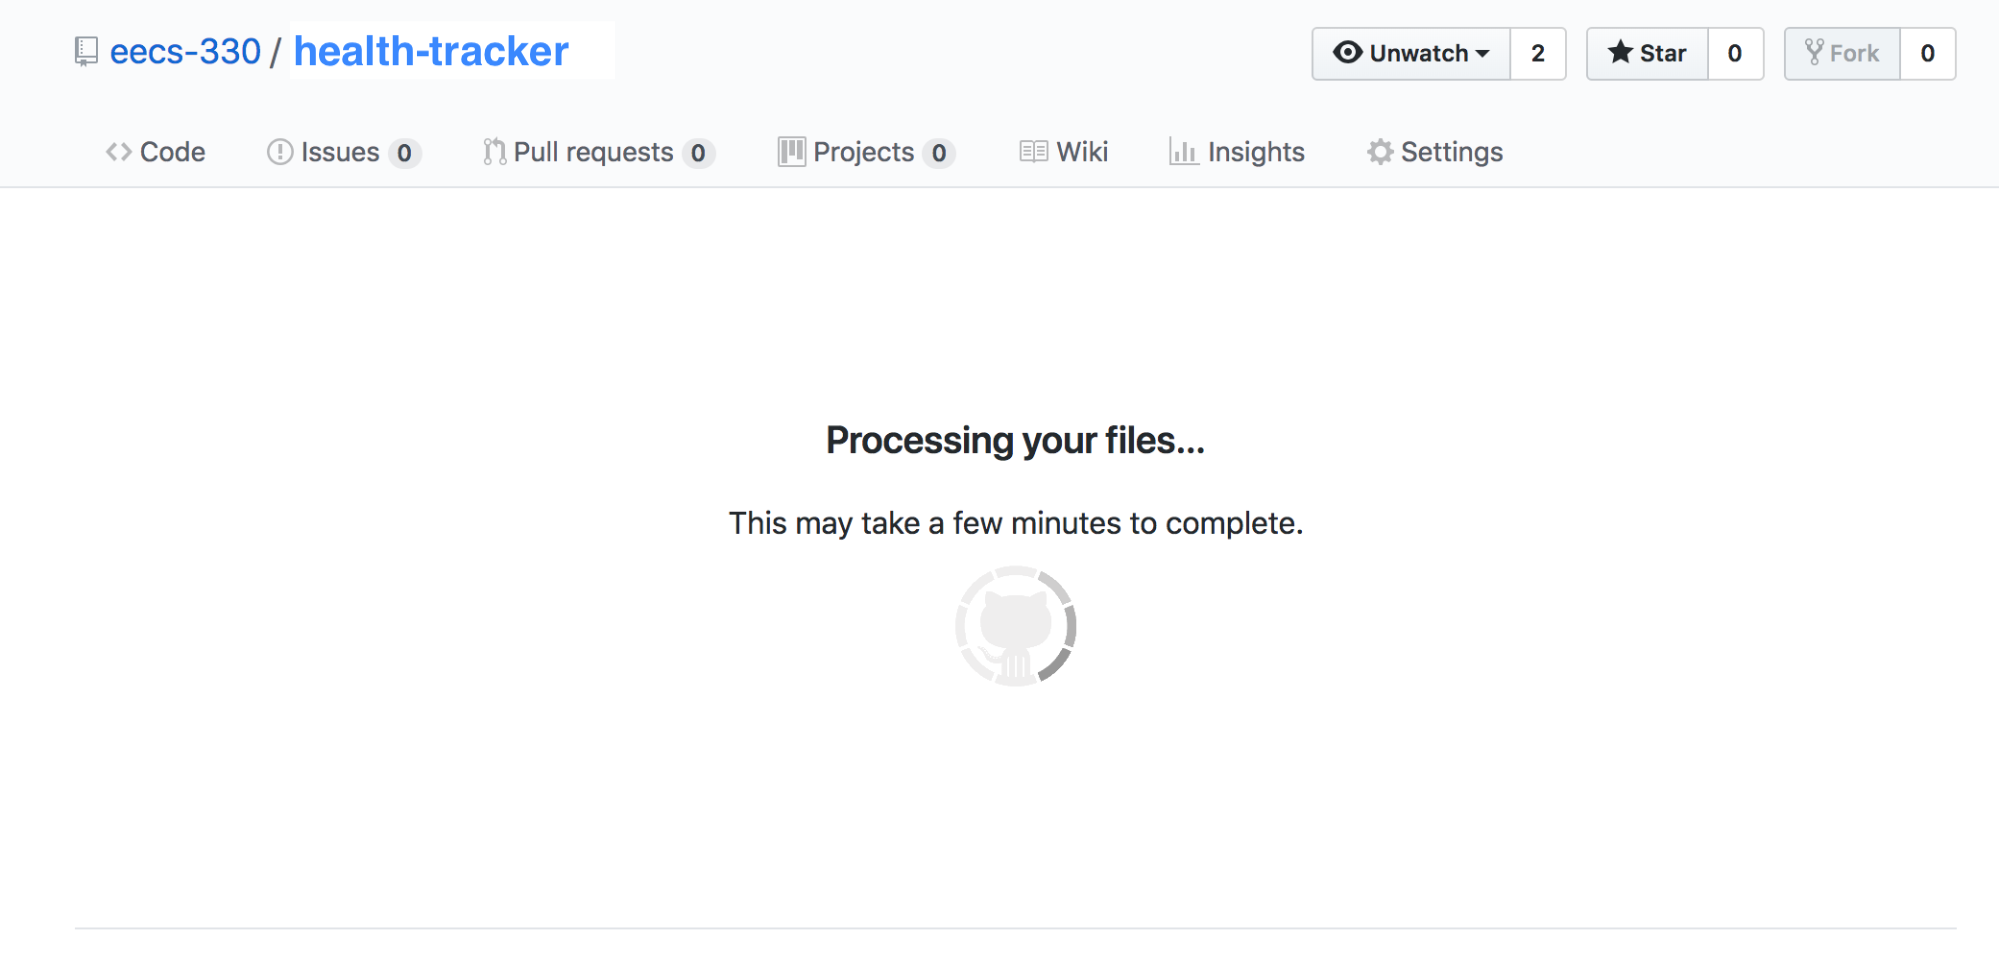 eecs-330 / health-tracker
Unwatch 2 Star 0 Fork 0
Code Issues 0 Pull requests 0 Projects 0 Wiki Insights Settings
Processing your files...
This may take a few minutes to complete.